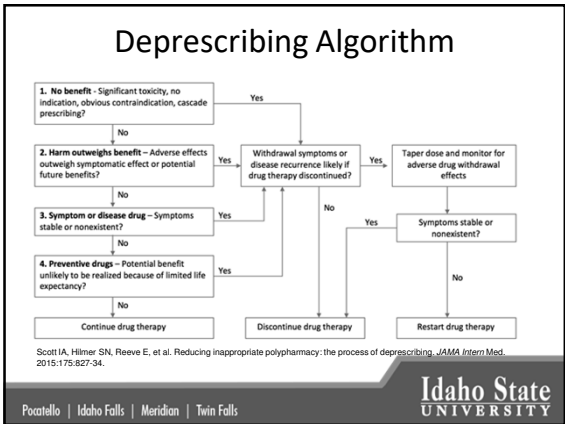 Deprescribing Algorithm
1. No benefit - Significant toxicity, no
indication, obvious contraindication, cascade
prescribing?
Yes
No
2. Harm outweighs benefit – Adverse effects
outweigh symptomatic effect or potential
future benefits?
Yes
Withdrawal symptoms or
disease recurrence likely if
drug therapy discontinued?
Yes
Taper dose and monitor for
adverse drug withdrawal
effects
No
3. Symptom or disease drug – Symptoms
stable or nonexistent?
Yes
No
Yes
Symptoms stable or
nonexistent?
No
4. Preventive drugs – Potential benefit
unlikely to be realized because of limited life
expectancy?
Yes
No
No
Continue drug therapy
Discontinue drug therapy
Restart drug therapy
Scott IA, Hilmer SN, Reeve E, et al. Reducing inappropriate polypharmacy: the process of deprescribing. JAMA Intern Med.
2015:175:827-34.
Pocatello | Idaho Falls | Meridian | Twin Falls
Idaho State
UNIVERSITY